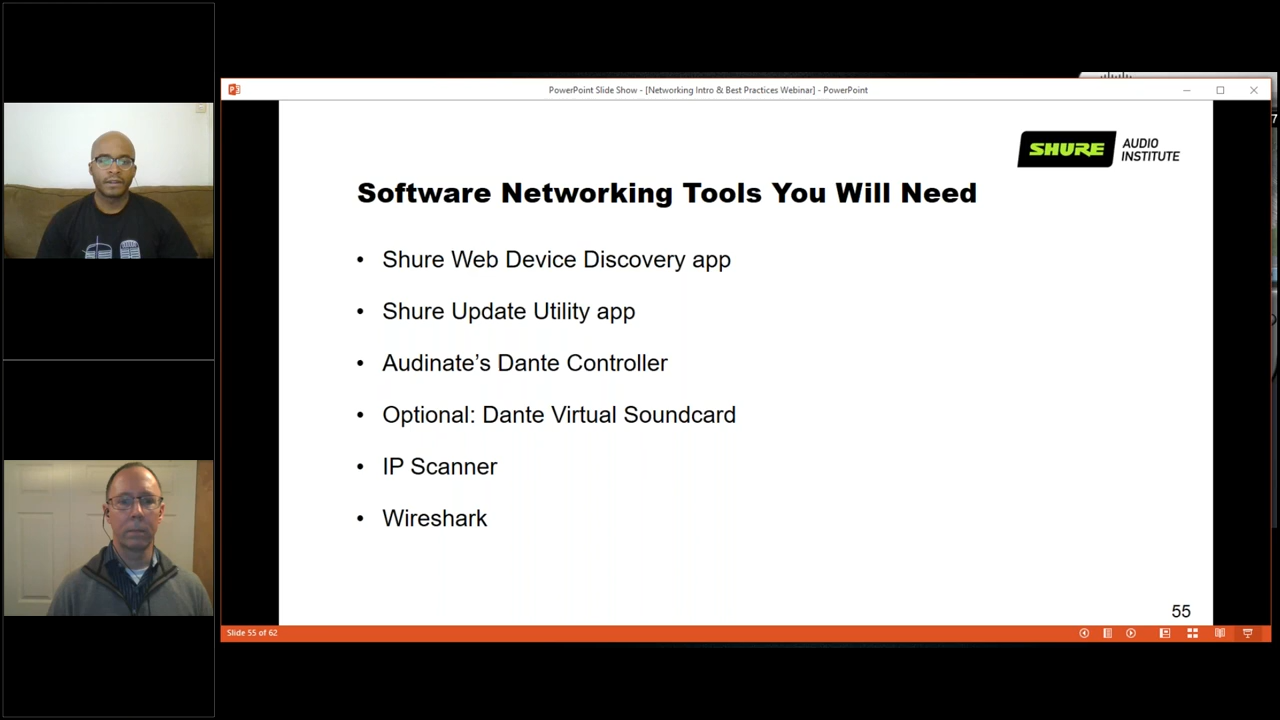 PowerPoint Slide Show - [Networking Intro & Best Practices Webinar] - PowerPoint
SHURE AUDIO INSTITUTE
Software Networking Tools You Will Need
• Shure Web Device Discovery app
• Shure Update Utility app
• Audinate’s Dante Controller
• Optional: Dante Virtual Soundcard
• IP Scanner
• Wireshark
55
Slide 55 of 62
7